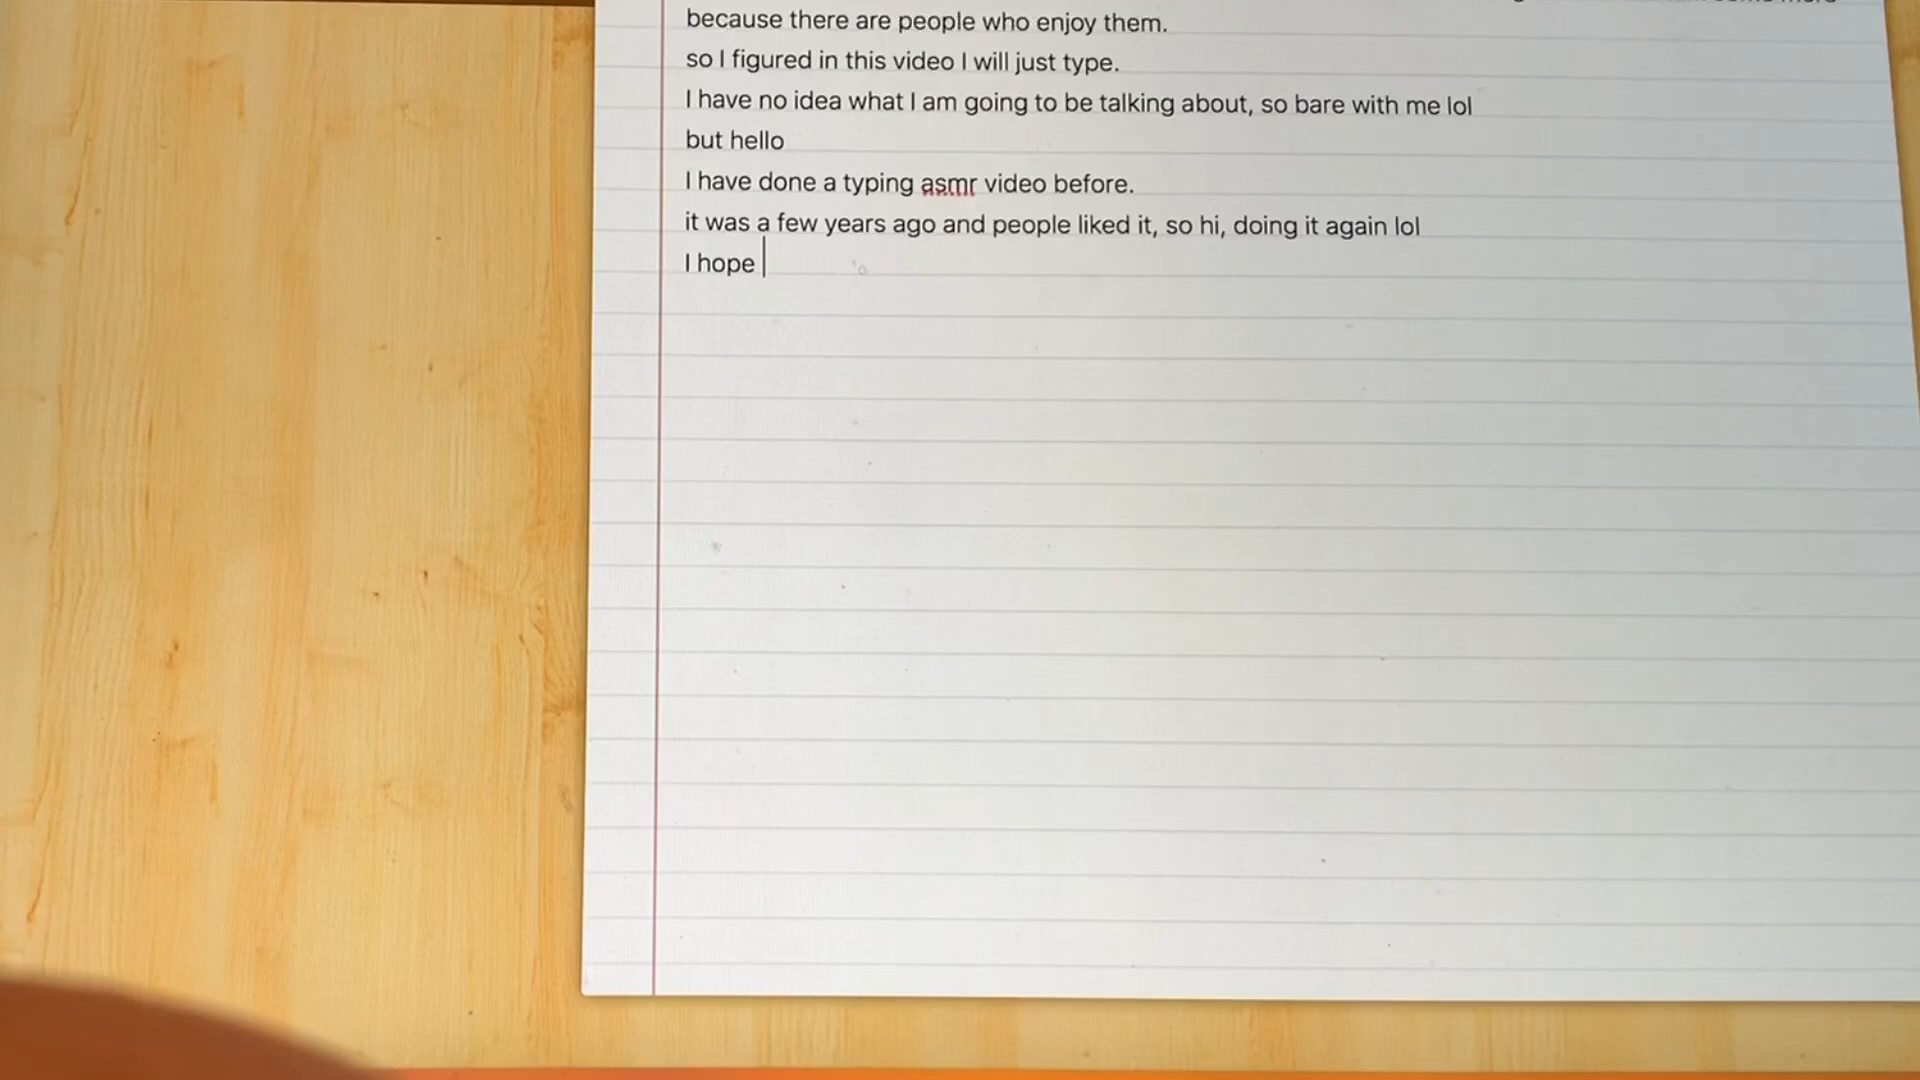 because there are people who enjoy them.
so I figured in this video I will just type.
I have no idea what I am going to be talking about, so bare with me lol
but hello
I have done a typing asmr video before.
it was a few years ago and people liked it, so hi, doing it again lol
I hope